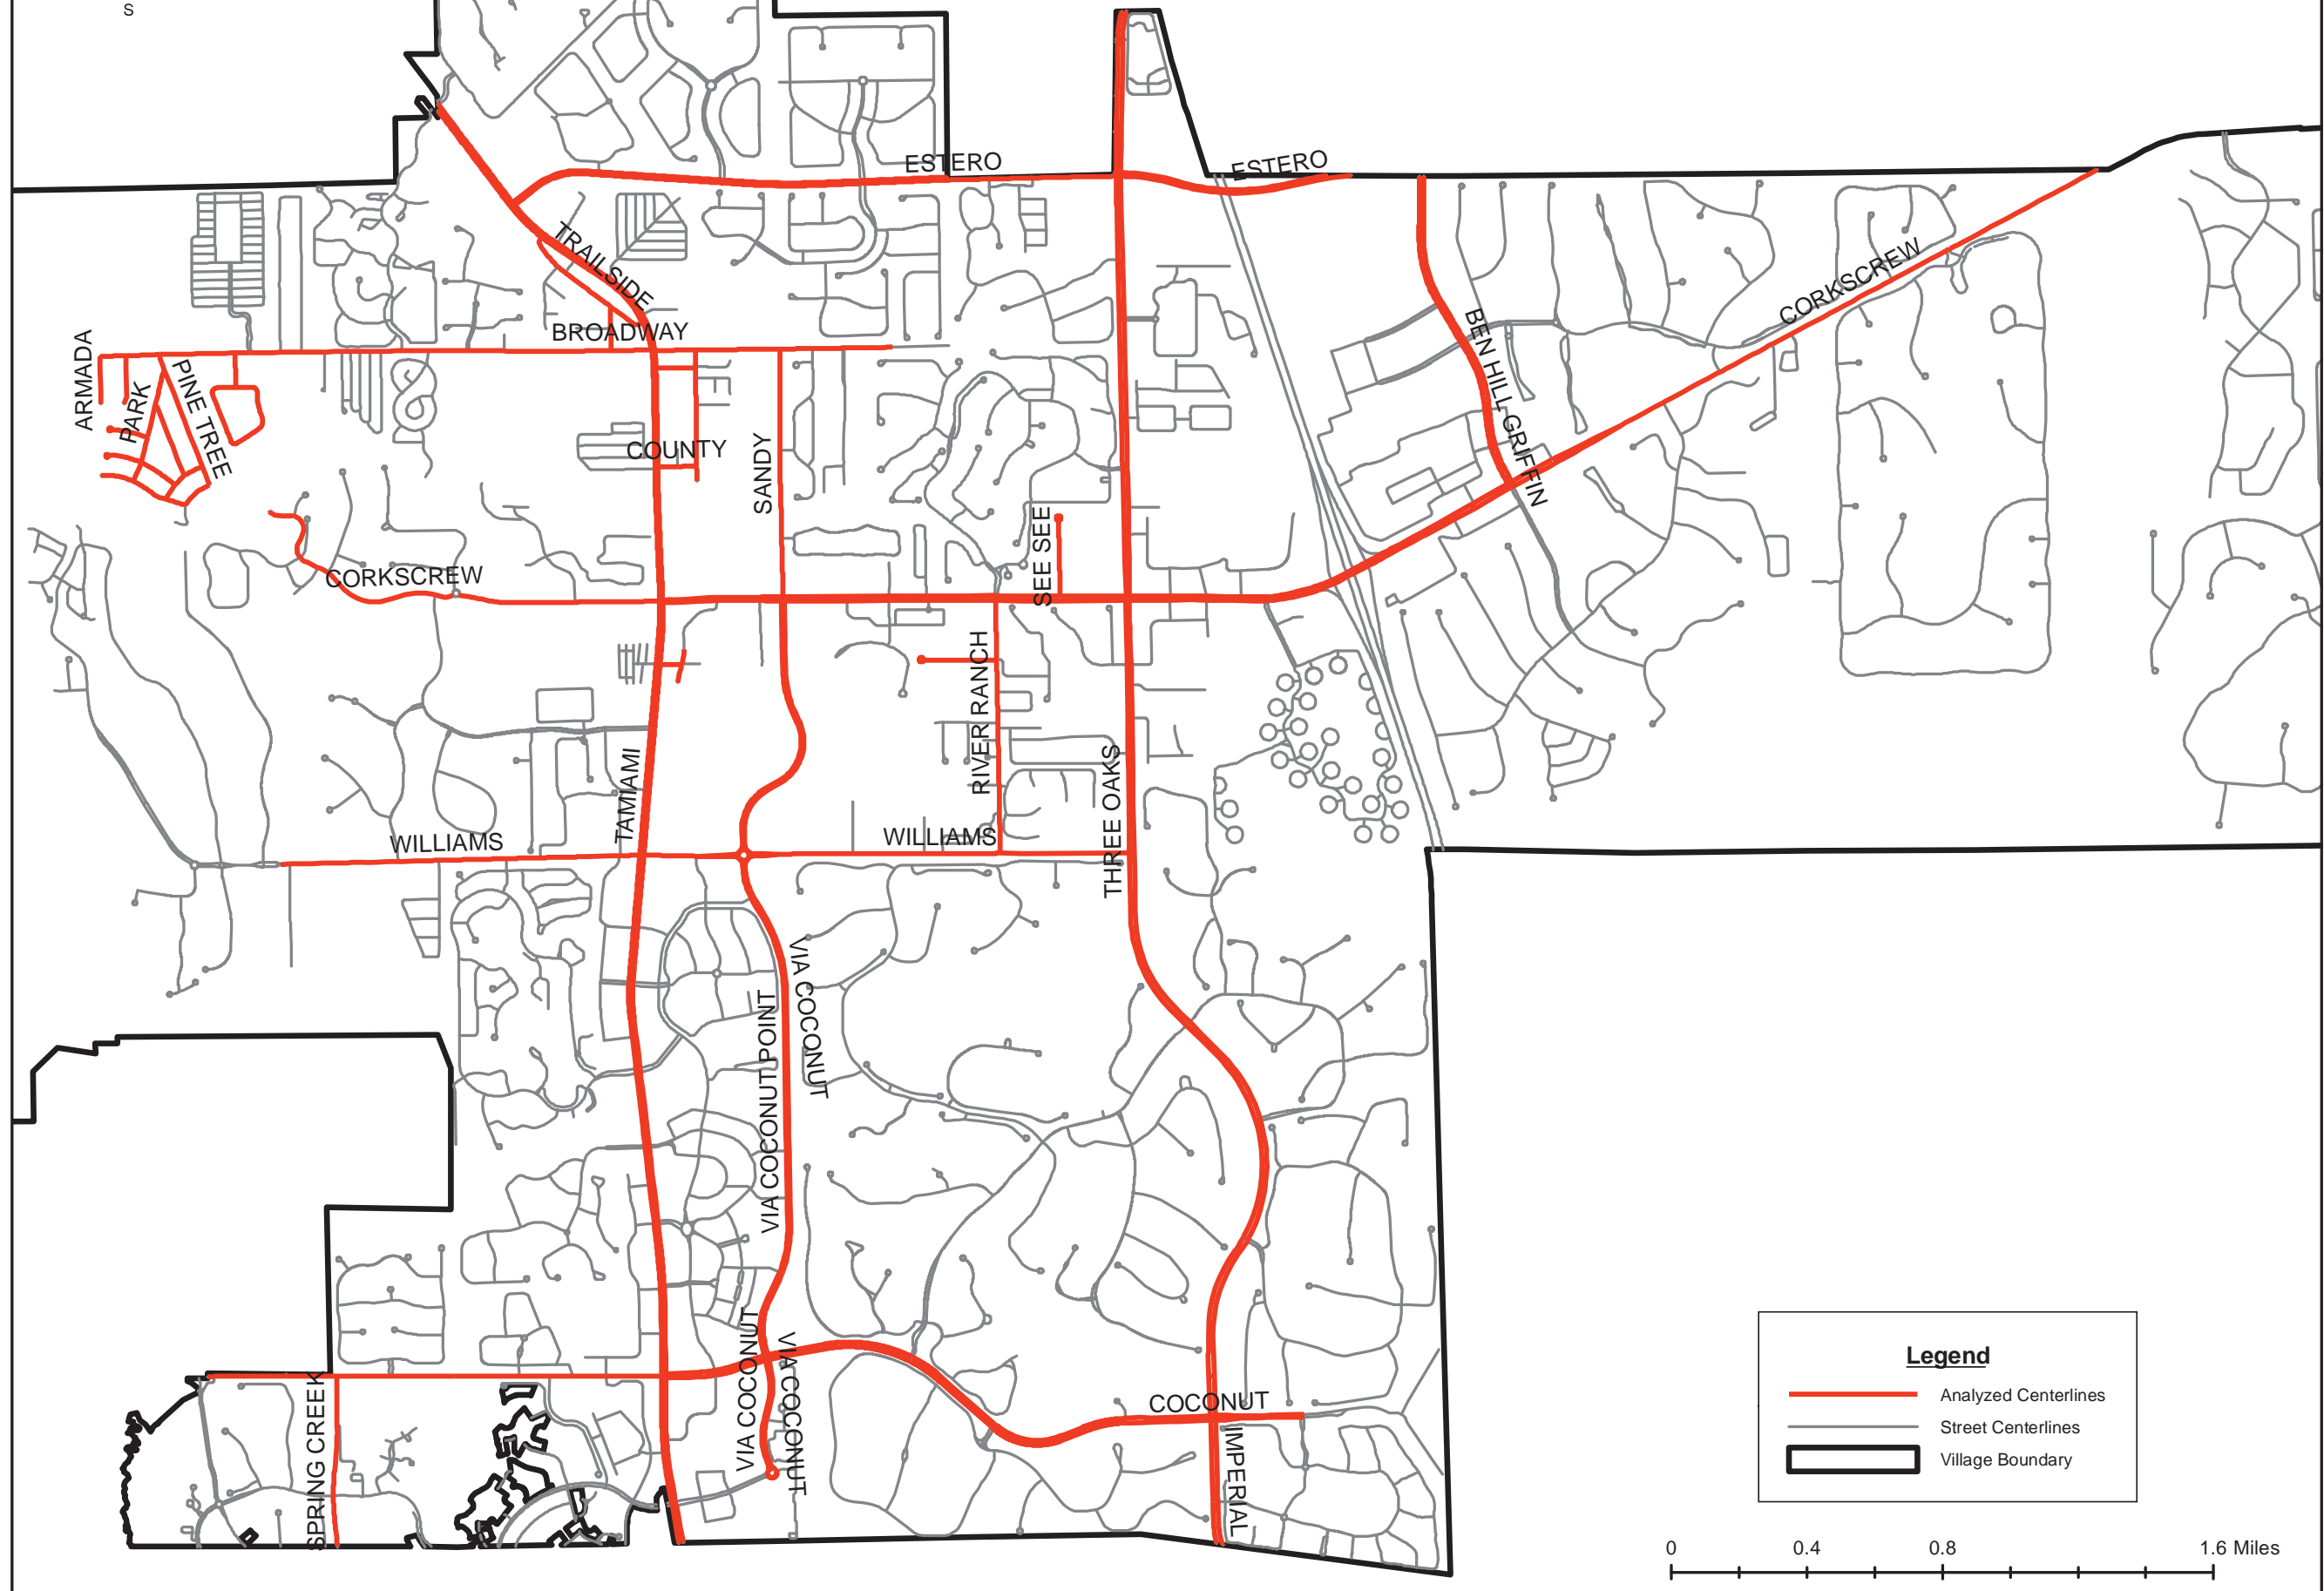 S
ESTERO
ESTERO
TRAILSIDE
CORKSCREW
BROADWAY
ARMADA
PARK
PINE TREE
BEN HILL GRIFFIN
COUNTY
SANDY
SEE SEE
CORKSCREW
RIVER RANCH
TAMIAMI
THREE OAKS
WILLIAMS
WILLIAMS
VIA COCONUT
VIA COCONUT POINT
VIA COCONUT
VIA COCONUT
COCONUT
SPRING CREEK
IMPERIAL
Legend
Analyzed Centerlines
Street Centerlines
Village Boundary
0 0.4 0.8 1.6 Miles